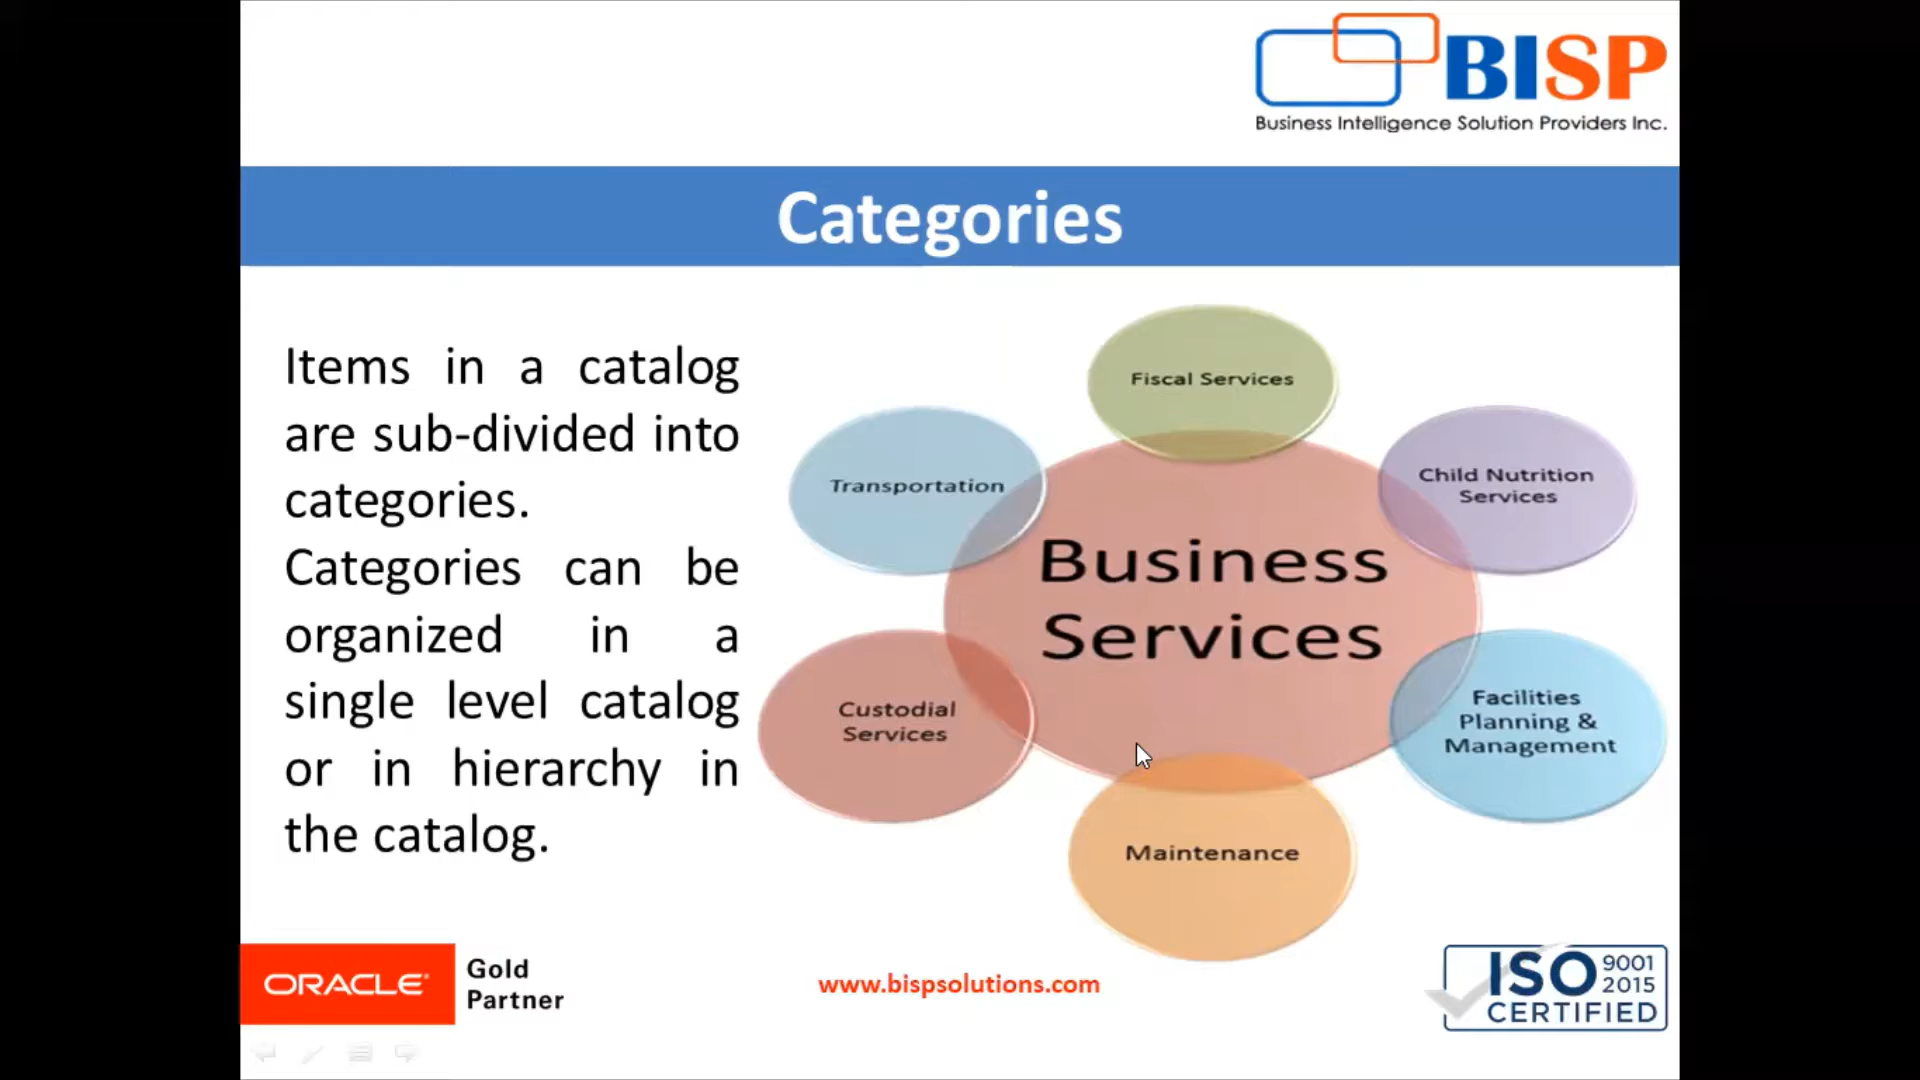 BISP
Business Intelligence Solution Providers Inc.
Categories
Items in a catalog
are sub-divided into
categories.
Categories can be
organized in a
single level catalog
or in hierarchy in
the catalog.
Fiscal Services
Transportation
Child Nutrition
Services
Business
Services
Custodial
Services
Facilities
Planning &
Management
Maintenance
ORACLE®
Gold
Partner
www.bispsolutions.com
ISO 9001
2015
CERTIFIED